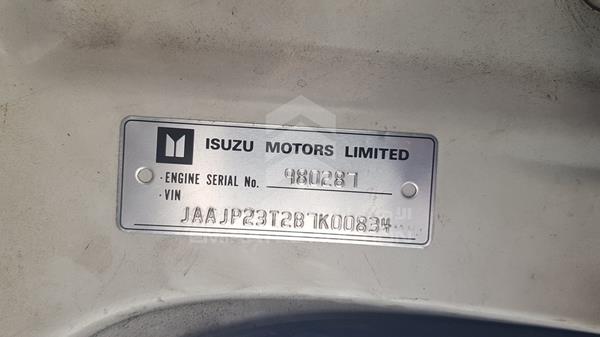 ISUZU MOTORS LIMITED
·ENGINE SERIAL No. 980287
·VIN
JAAJP23T2B7K00834